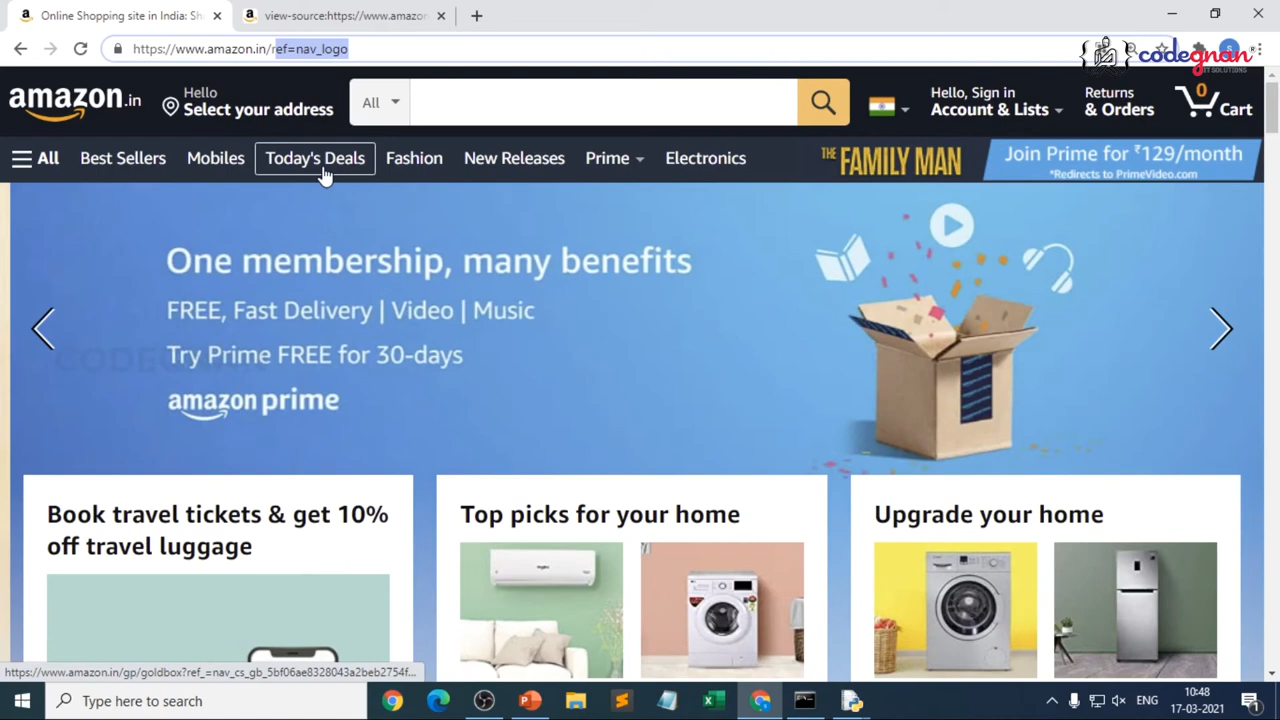 Online Shopping site in India: Sh
view-source:https://www.amazon
https://www.amazon.in/ref=nav_logo
codegnan
IT SOLUTIONS
amazon.in
Hello
Select your address
All
Hello, Sign in
Account & Lists
Returns
& Orders
0
Cart
All
Best Sellers
Mobiles
Today's Deals
Fashion
New Releases
Prime
Electronics
THE FAMILY MAN
Join Prime for ₹129/month
*Redirects to PrimeVideo.com
One membership, many benefits
FREE, Fast Delivery | Video | Music
Try Prime FREE for 30-days
amazon prime
CODEGNAN
Book travel tickets & get 10%
off travel luggage
Top picks for your home
Upgrade your home
https://www.amazon.in/gp/goldbox?ref_=nav_cs_gb_5bf06ae8328043a2beb2754f...
Type here to search
ENG
10:48
17-03-2021